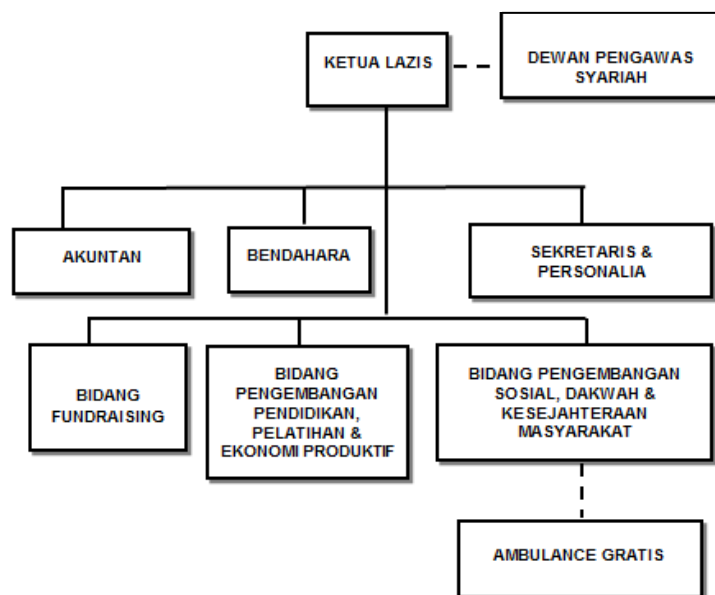 KETUA LAZIS
DEWAN PENGAWAS
SYARIAH
AKUNTAN
BENDAHARA
SEKRETARIS &
PERSONALIA
BIDANG
FUNDRAISING
BIDANG
PENGEMBANGAN
PENDIDIKAN,
PELATIHAN &
EKONOMI PRODUKTIF
BIDANG PENGEMBANGAN
SOSIAL, DAKWAH &
KESEJAHTERAAN
MASYARAKAT
AMBULANCE GRATIS